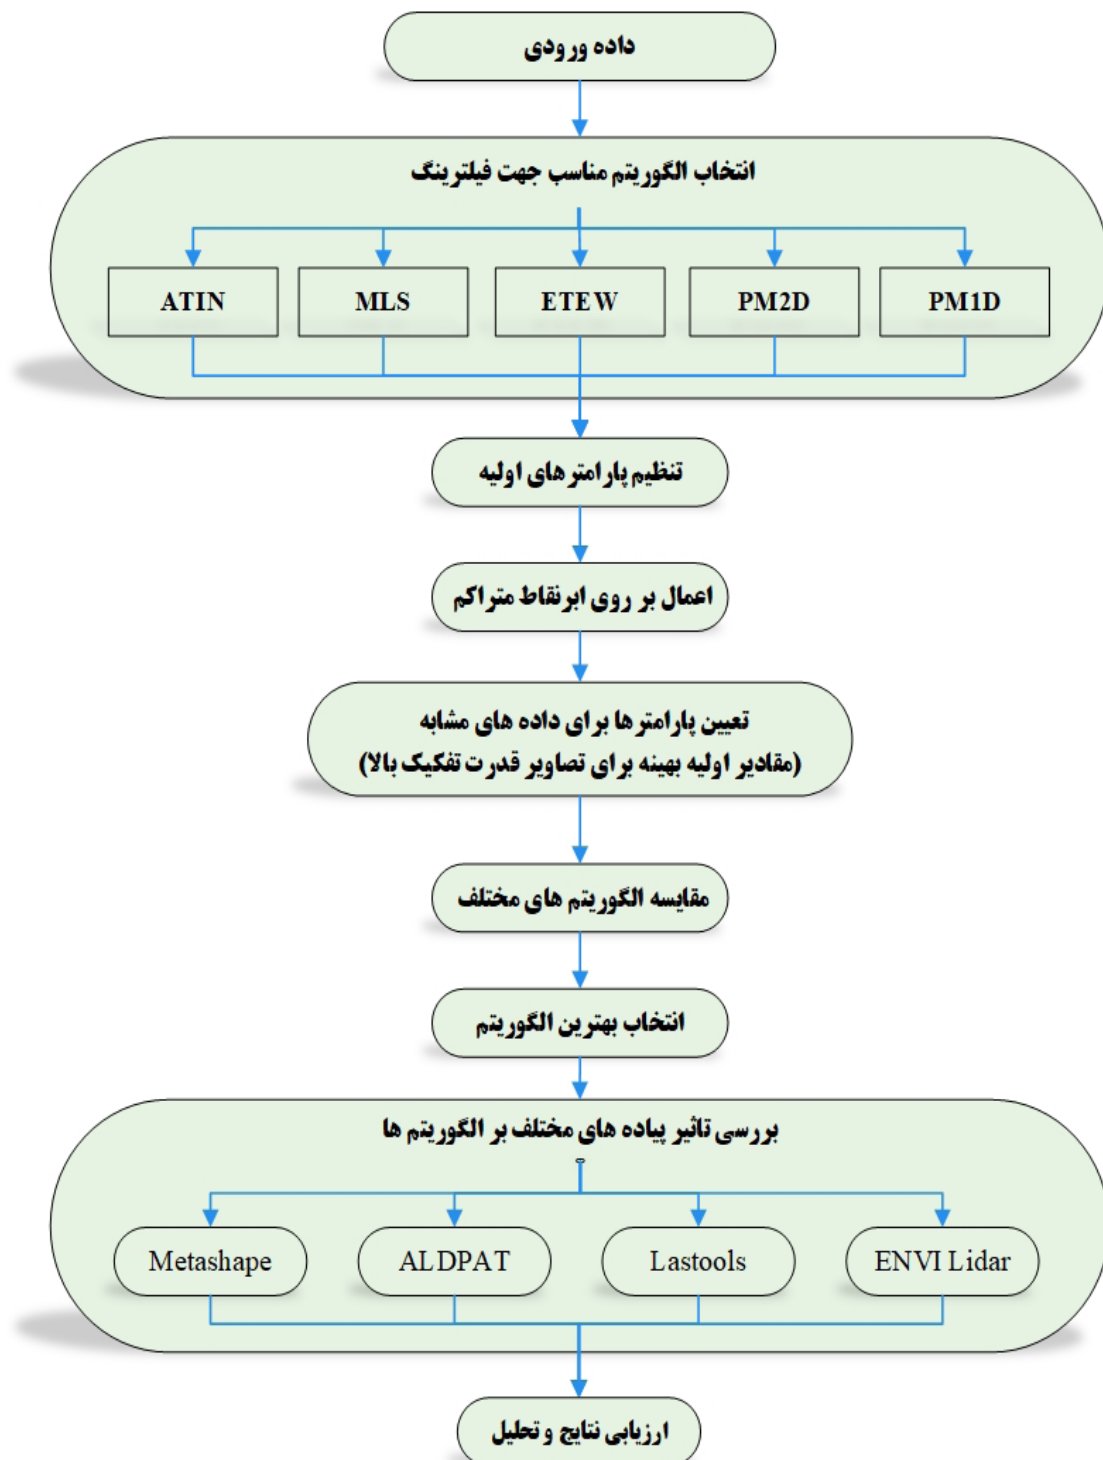 داده ورودی
انتخاب الگوریتم مناسب جهت فیلترینگ
ATIN
MLS
ETEW
PM2D
PM1D
تنظیم پارامترهای اولیه
اعمال بر روی ابرنقاط متراکم
تعیین پارامترها برای داده های مشابه
(مقادیر اولیه بهینه برای تصاویر قدرت تفکیک بالا)
مقایسه الگوریتم های مختلف
انتخاب بهترین الگوریتم
بررسی تاثیر پیاده های مختلف بر الگوریتم ها
Metashape
ALDPAT
Lastools
ENVI Lidar
ارزیابی نتایج و تحلیل